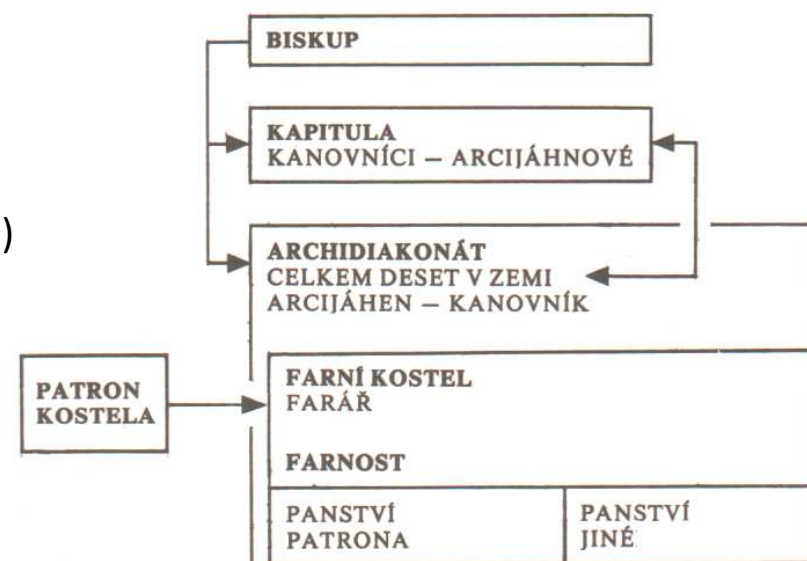 BISKUP
KAPITULA
KANOVNÍCI – ARCIJÁHNOVÉ
)
ARCHIDIAKONÁT
CELKEM DESET V ZEMI
ARCIJÁHEN – KANOVNÍK
PATRON
KOSTELA
FARNÍ KOSTEL
FARÁŘ
FARNOST
PANSTVÍ
PATRONA
PANSTVÍ
JINÉ